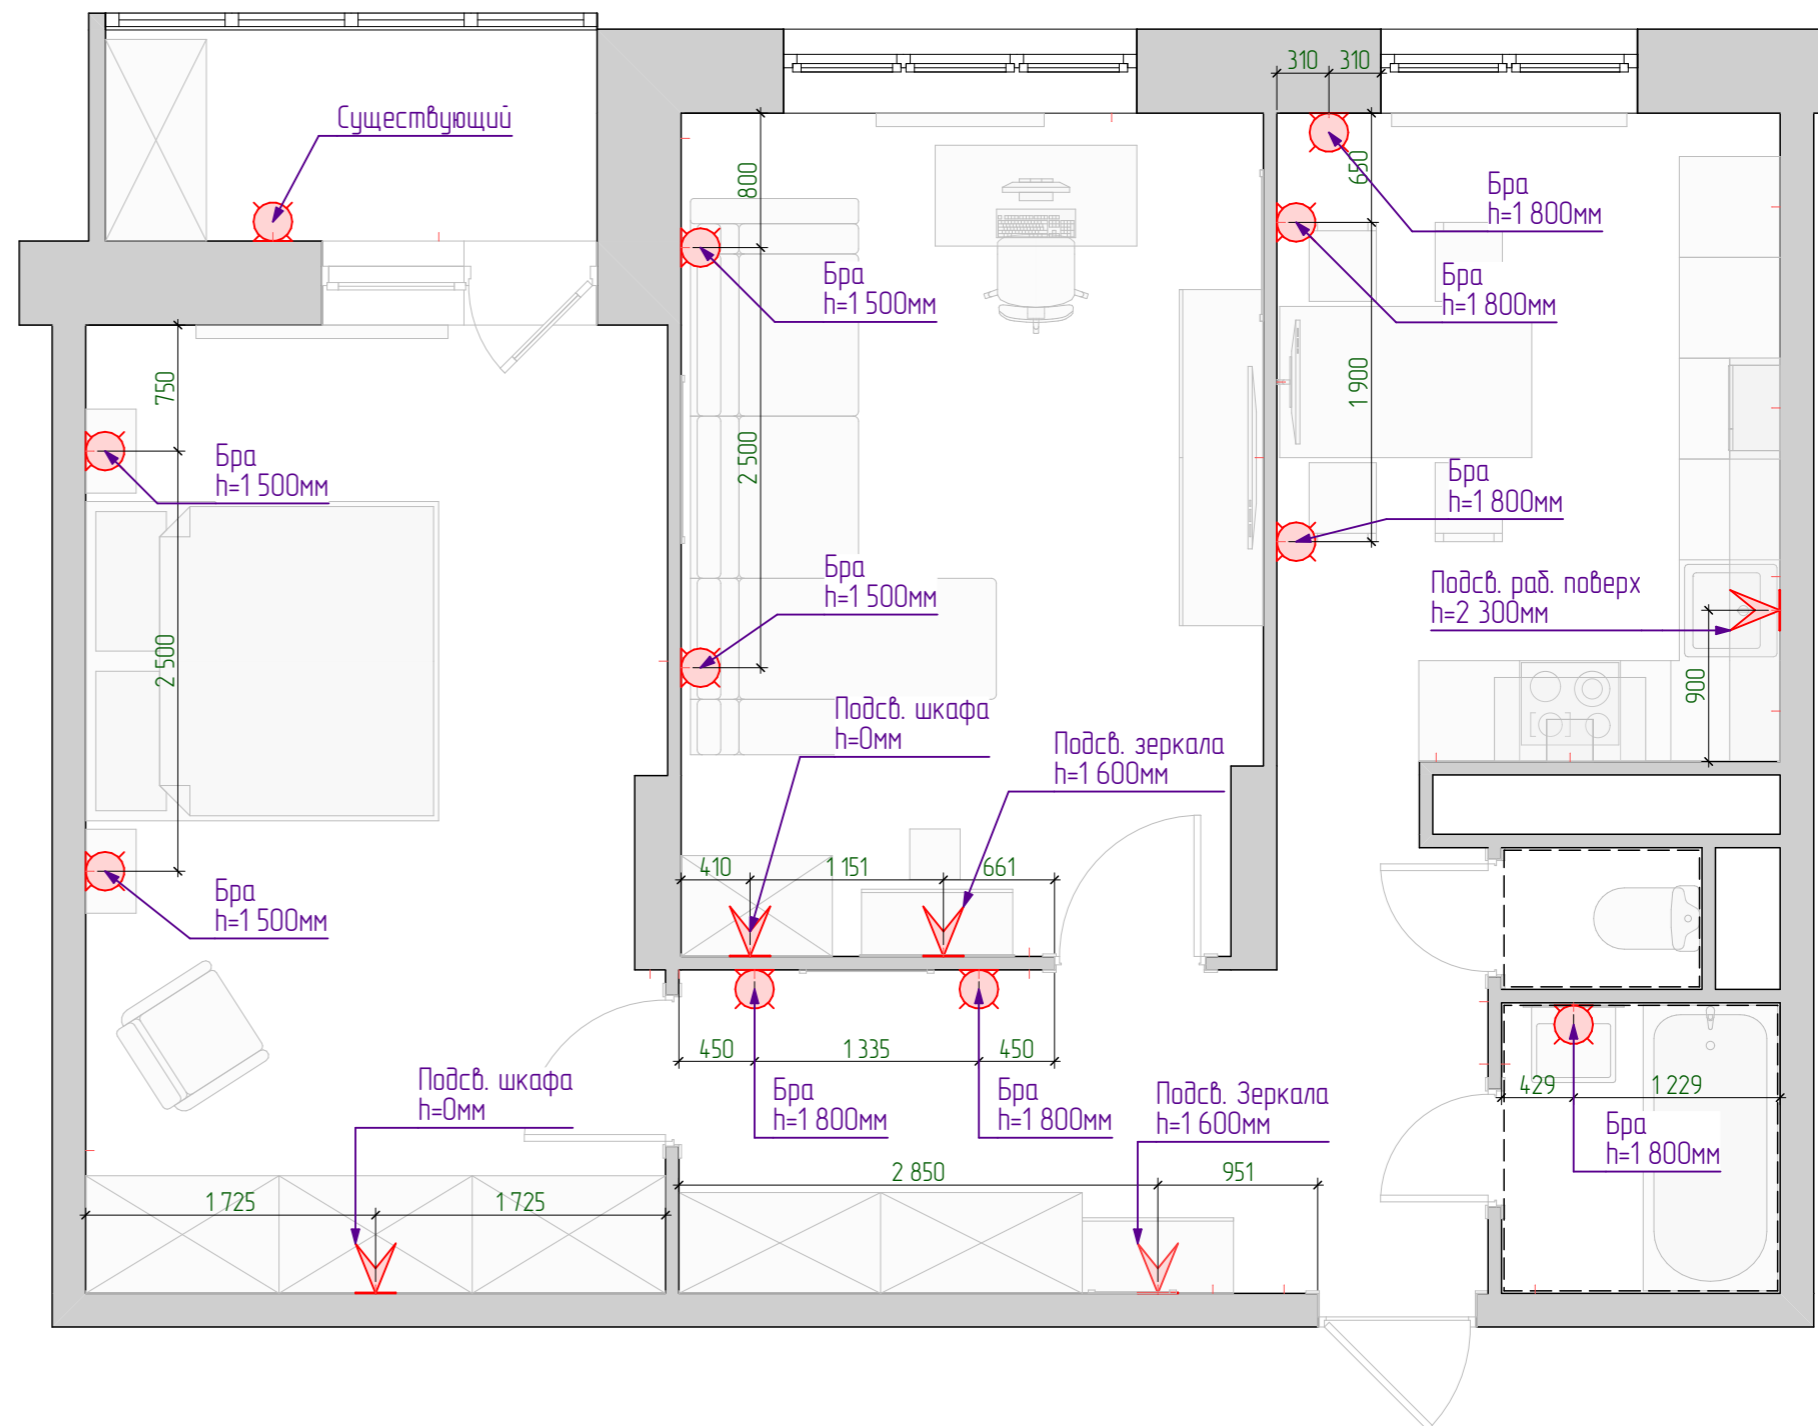 310
310
Существующий
800
650
Бра
h=1 800мм
Бра
h=1 500мм
Бра
h=1 800мм
750
1 900
2 500
Бра
h=1 500мм
Бра
h=1 800мм
Бра
h=1 500мм
Подсв. раб. поверх
h=2 300мм
2 500
900
Подсв. шкафа
h=0мм
Подсв. зеркала
h=1 600мм
410
1 151
661
Бра
h=1 500мм
450
1 335
450
Подсв. шкафа
h=0мм
Бра
h=1 800мм
Бра
h=1 800мм
Подсв. Зеркала
h=1 600мм
429
1 229
Бра
h=1 800мм
2 850
951
1 725
1 725